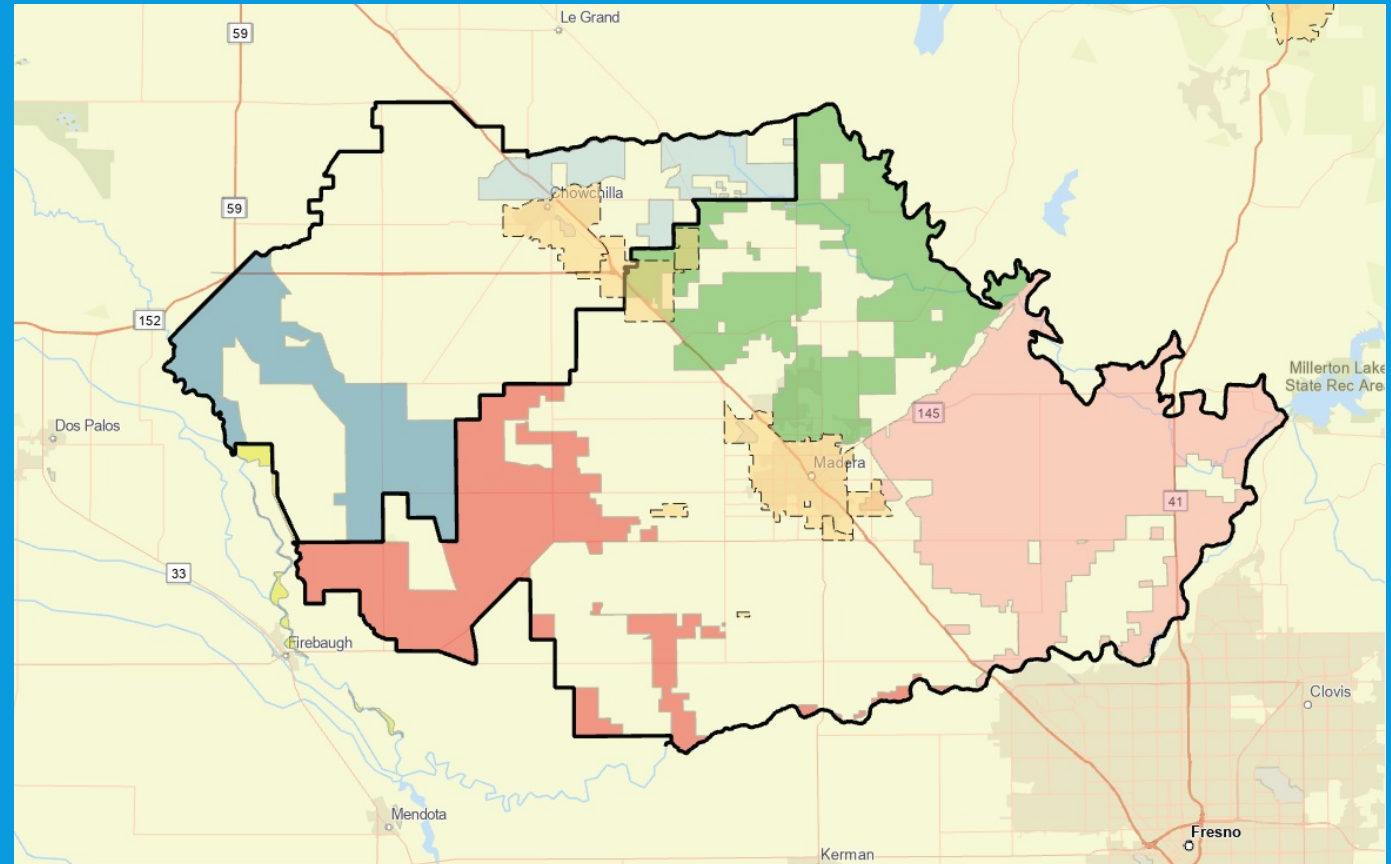 Le Grand
59
Chowchilla
59
152
Millerton Lake
State Rec Area
145
Dos Palos
Madera
41
33
Firebaugh
Clovis
Mendota
Fresno
Kerman